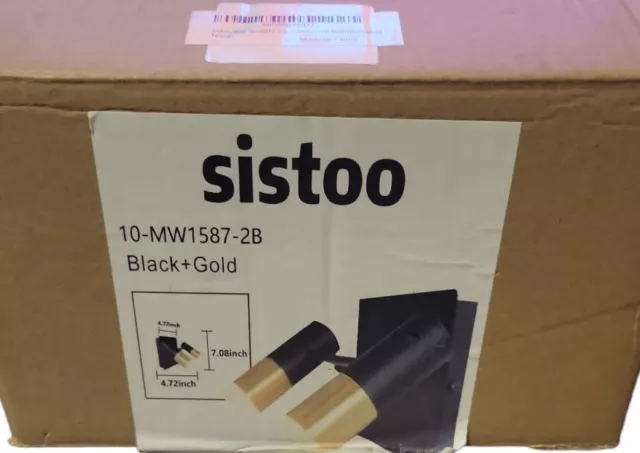 sistoo
10-MW1587-2B
Black+Gold
4.72inch
7.08inch
4.72inch